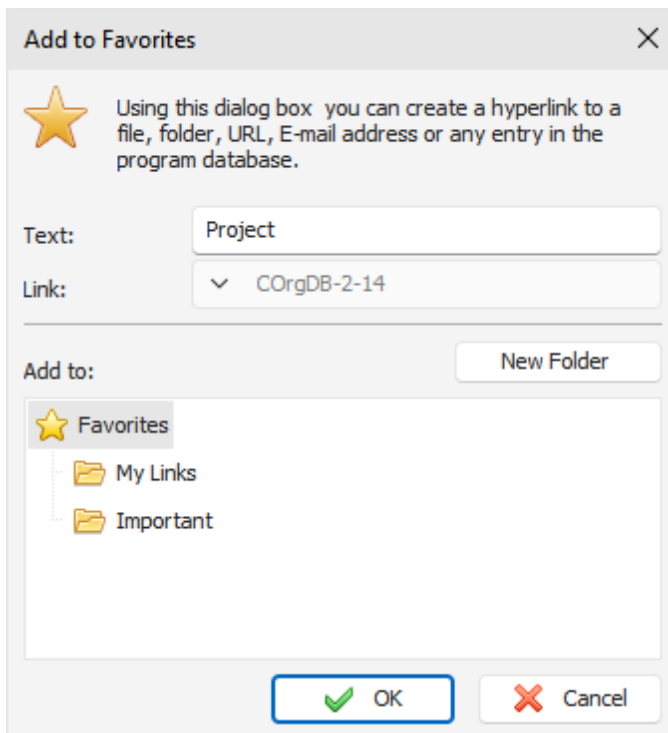 Add to Favorites
Using this dialog box you can create a hyperlink to a
file, folder, URL, E-mail address or any entry in the
program database.
Text:
Project
Link:
COrgDB-2-14
Add to:
New Folder
Favorites
My Links
Important
OK
Cancel